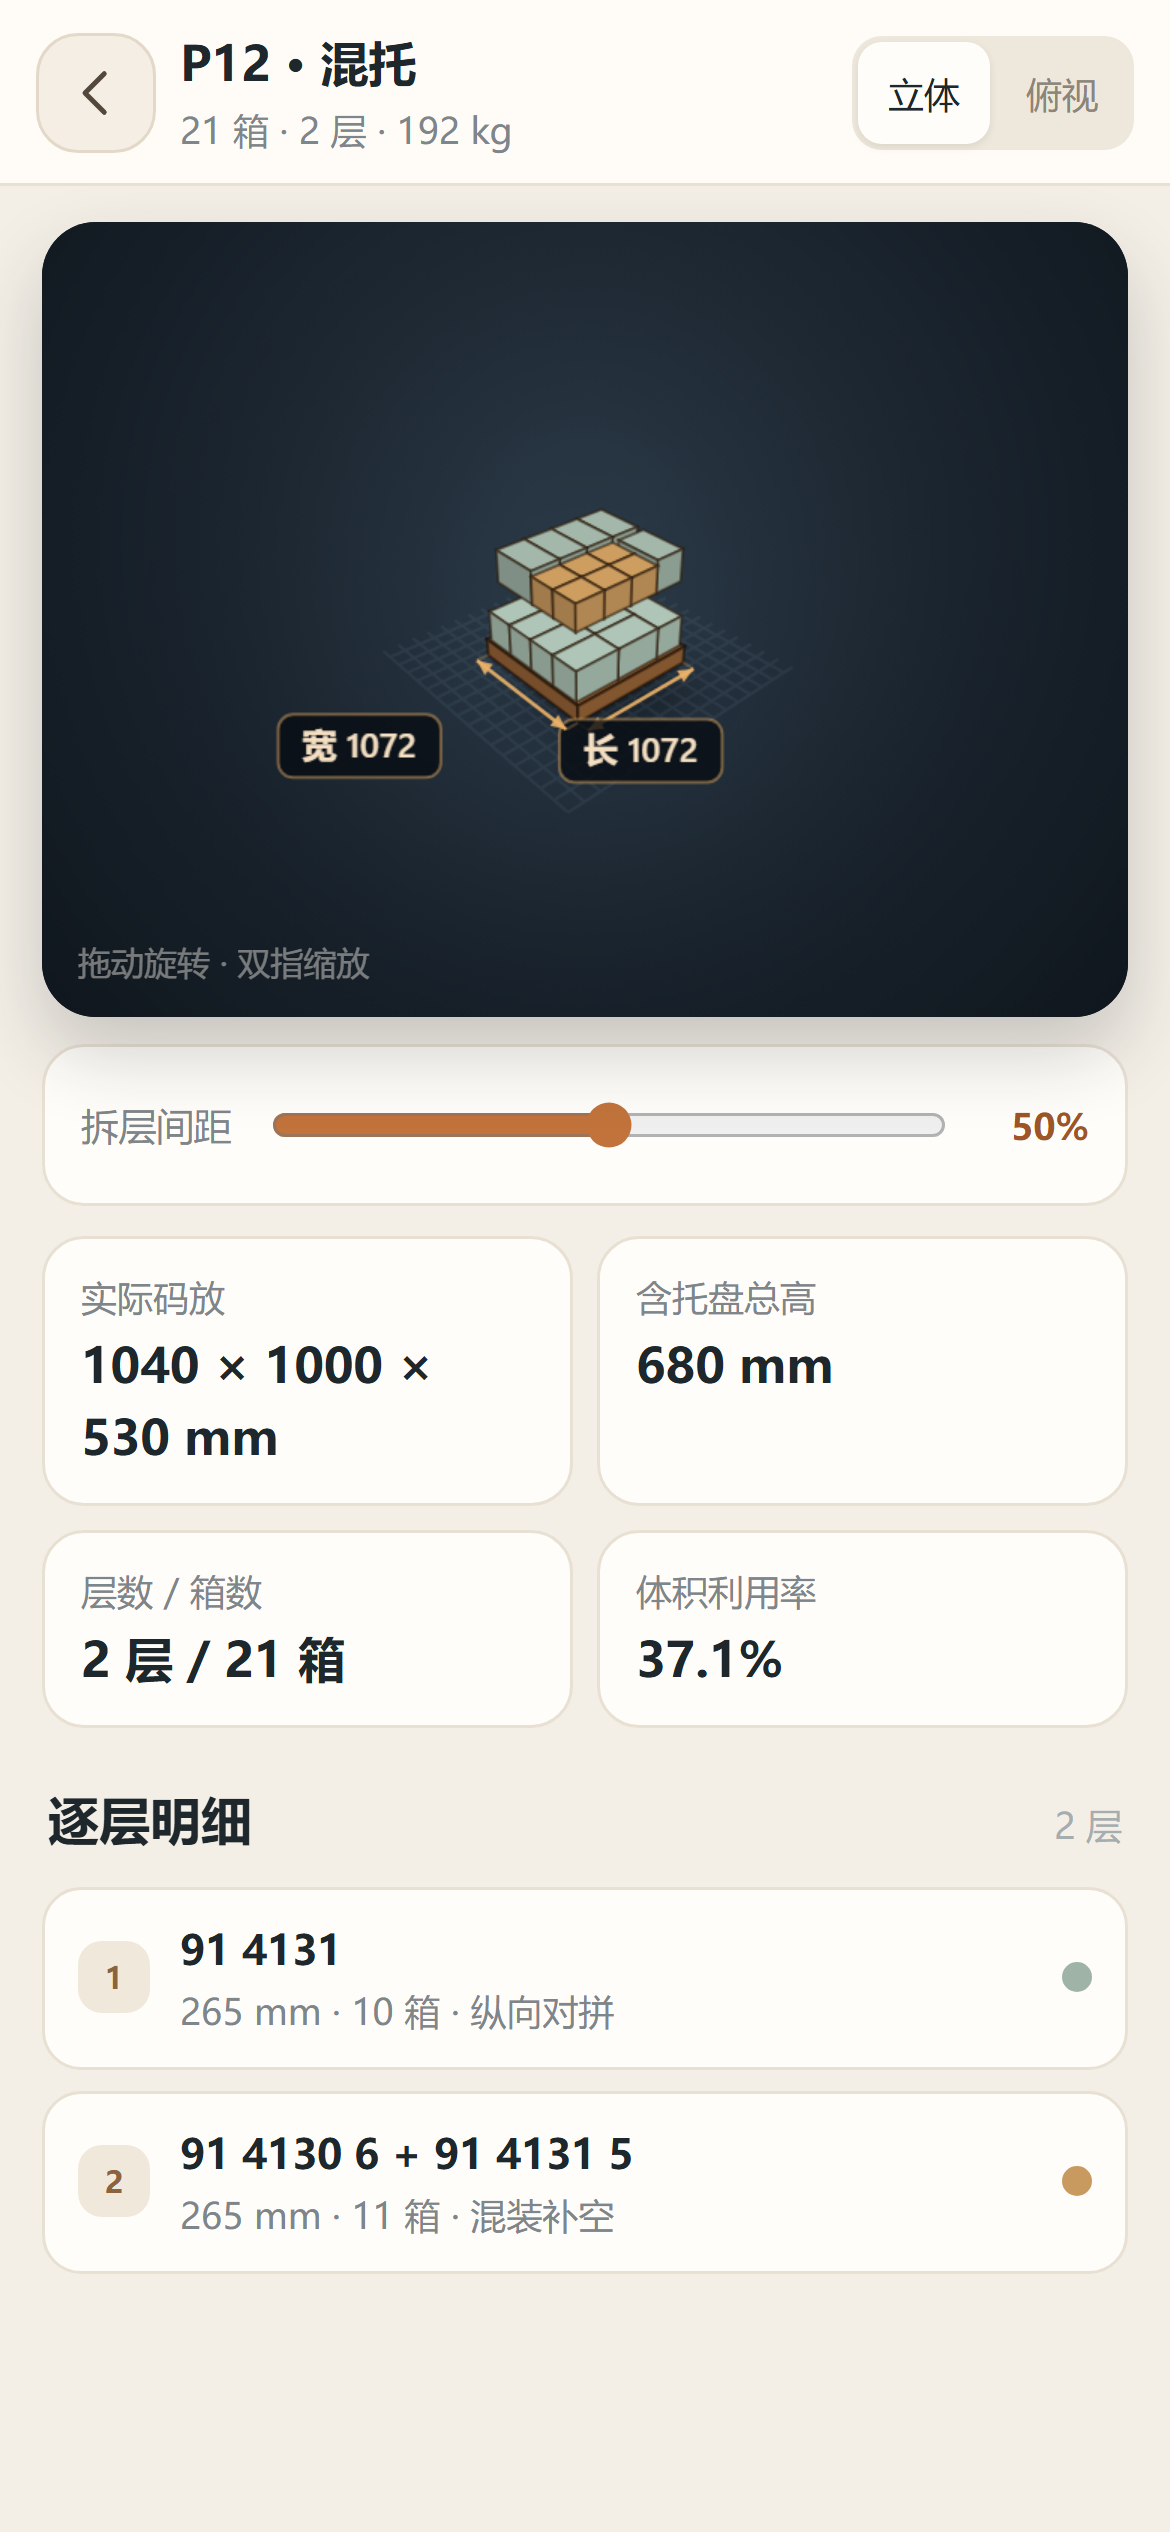 P12 • 混托
21 箱 · 2 层 · 192 kg
立体
俯视
宽 1072
长 1072
拖动旋转 · 双指缩放
拆层间距
50%
实际码放
1040 × 1000 ×
530 mm
含托盘总高
680 mm
层数 / 箱数
2 层 / 21 箱
体积利用率
37.1%
逐层明细
2 层
1
91 4131
265 mm · 10 箱 · 纵向对拼
2
91 4130 6 + 91 4131 5
265 mm · 11 箱 · 混装补空